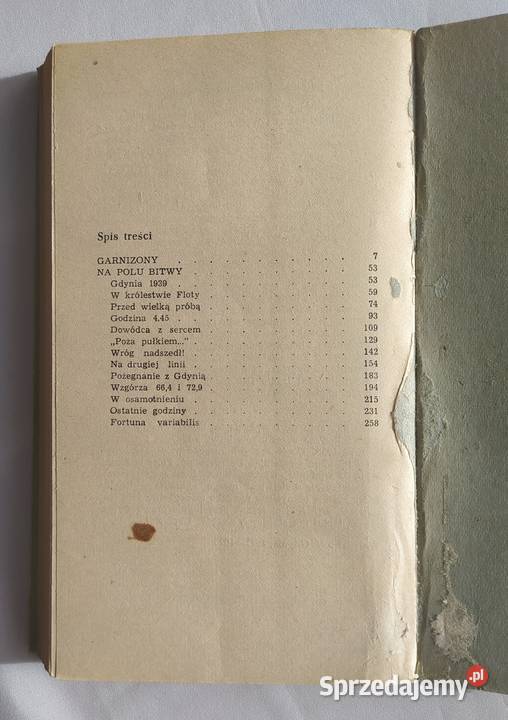 Spis treści
GARNIZONY . . . . . . . . . . 7
NA POLU BITWY . . . . . . . . . 53
Gdynia 1939 . . . . . . . . . 53
W królestwie Floty . . . . . . . . 59
Przed wielką próbą . . . . . . . . 74
Godzina 4.45 . . . . . . . . . 93
Dowódca z sercem . . . . . . . . 109
„Poza pułkiem..." . . . . . . . . 129
Wróg nadszedł! . . . . . . . . 142
Na drugiej linii . . . . . . . . 154
Pożegnanie z Gdynią . . . . . . . 183
Wzgórza 66,4 i 72,9 . . . . . . . 194
W osamotnieniu . . . . . . . . 215
Ostatnie godziny . . . . . . . . 231
Fortuna variabilis . . . . . . . . 258
Sprzedajemy.pl